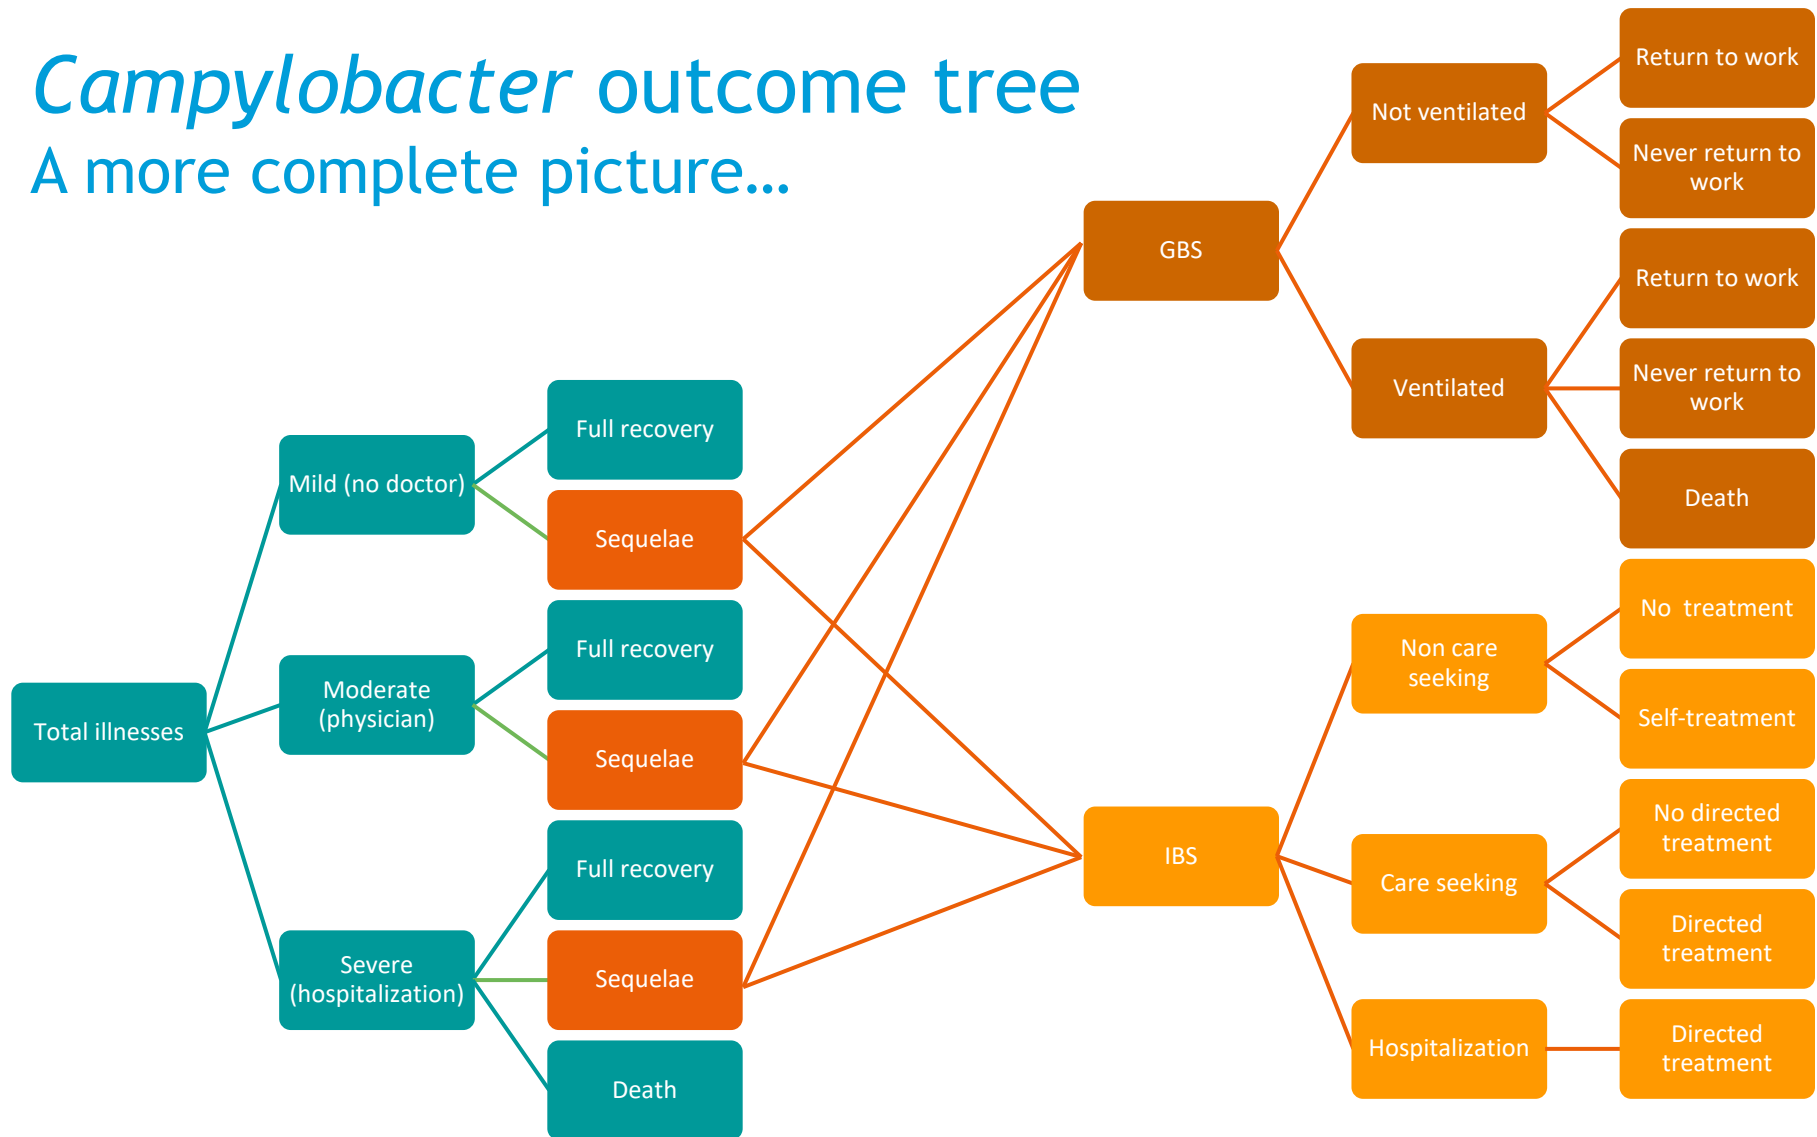 Campylobacter outcome tree
A more complete picture...
Total illnesses
Mild (no doctor)
Moderate
(physician)
Severe
(hospitalization)
Full recovery
Sequelae
Full recovery
Sequelae
Full recovery
Sequelae
Death
GBS
IBS
Not ventilated
Ventilated
Non care
seeking
Care seeking
Hospitalization
Return to work
Never return to
work
Return to work
Never return to
work
Death
No treatment
Self-treatment
No directed
treatment
Directed
treatment
Directed
treatment